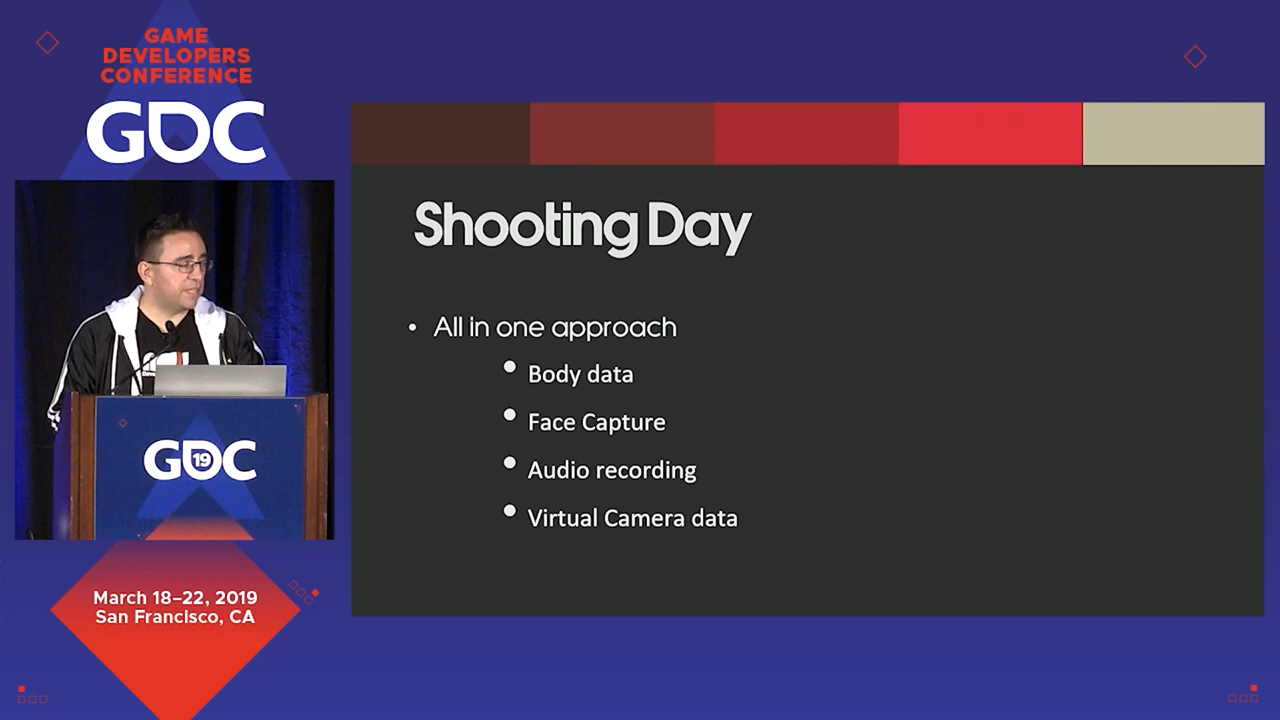 GAME
DEVELOPERS
CONFERENCE
GDC
GDC
19
March 18–22, 2019
San Francisco, CA
Shooting Day
• All in one approach
• Body data
• Face Capture
• Audio recording
• Virtual Camera data